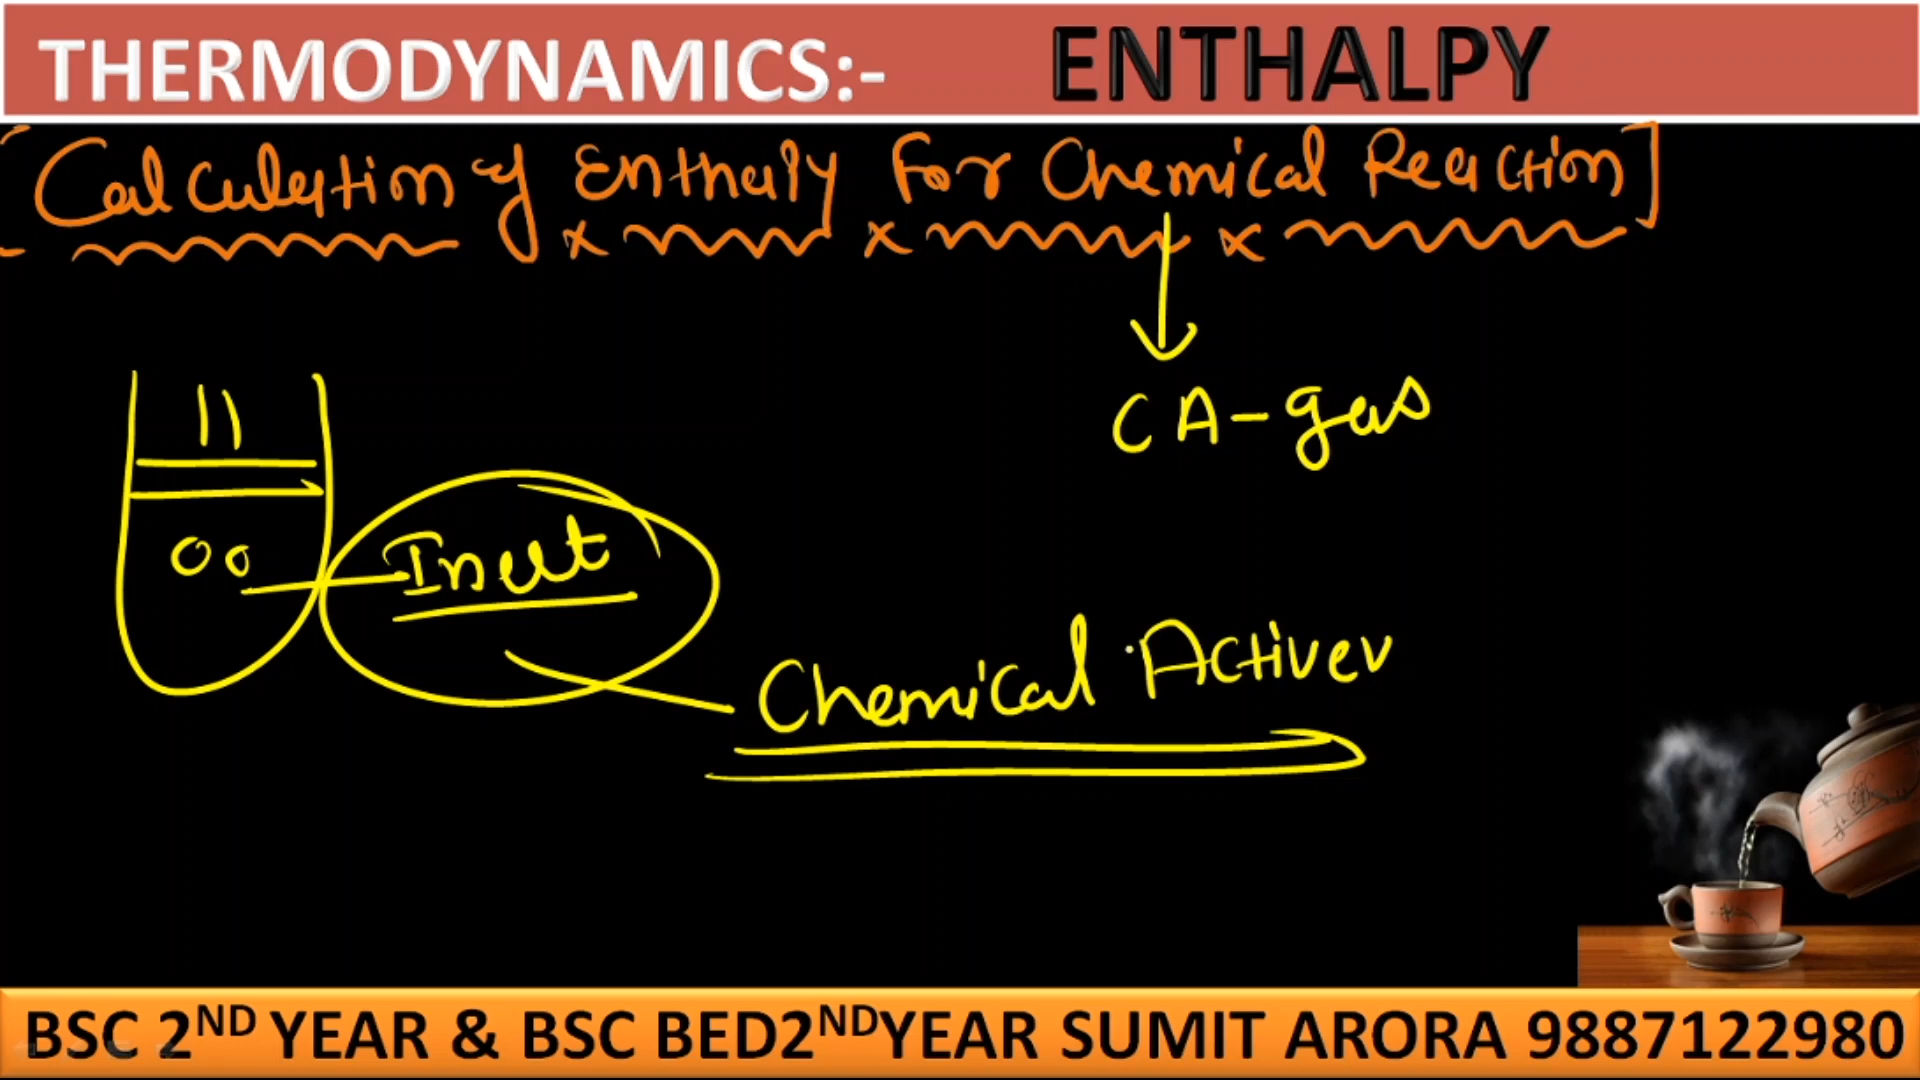 THERMODYNAMICS:- ENTHALPY
[Calculation of Enthaly For Chemical Reaction]
CA-gas
Inert
Chemical Active
BSC 2ND YEAR & BSC BED2NDYEAR SUMIT ARORA 9887122980